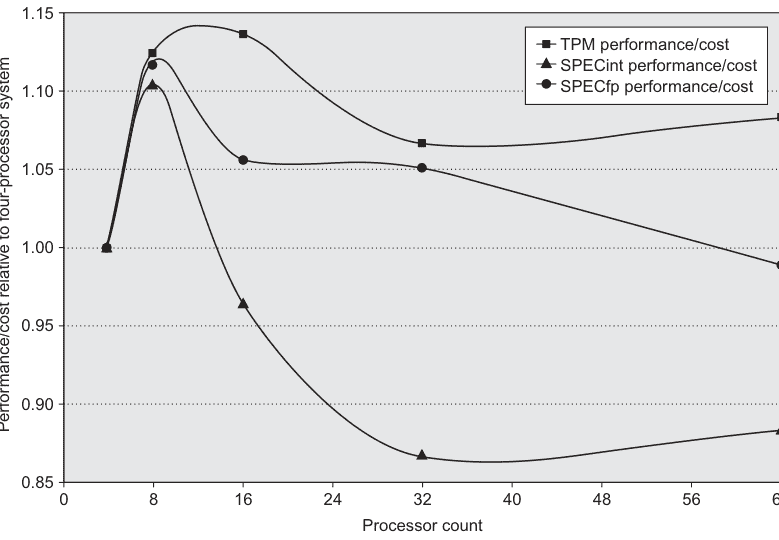 1.15
1.10
1.05
1.00
0.95
0.90
0.85
Performance/cost relative to four-processor system
TPM performance/cost
SPECint performance/cost
SPECfp performance/cost
0 8 16 24 32 40 48 56 6
Processor count